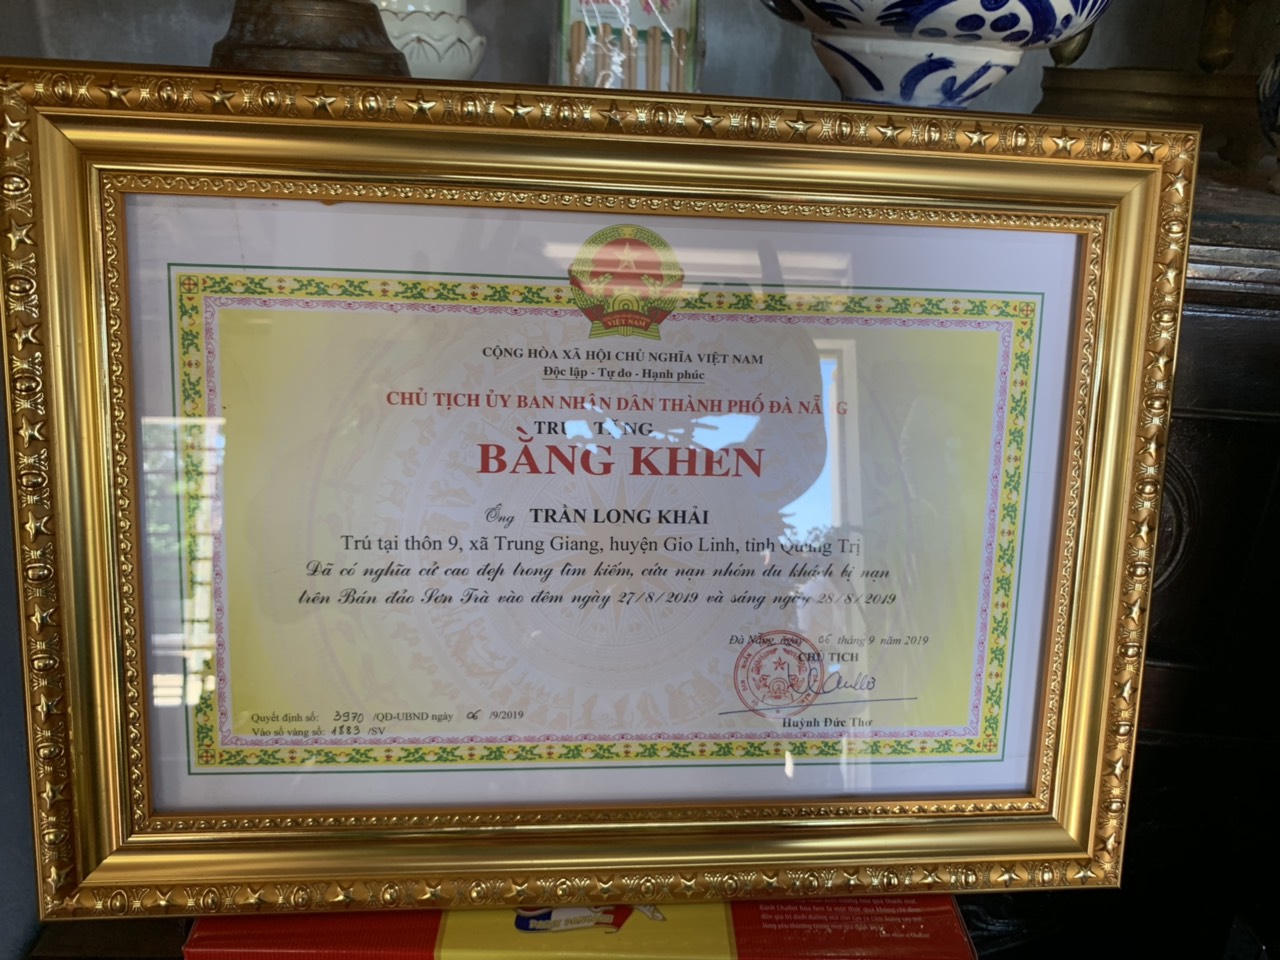 VIỆT NAM
CỘNG HÒA XÃ HỘI CHỦ NGHĨA VIỆT NAM
Độc lập - Tự do - Hạnh phúc
CHỦ TỊCH ỦY BAN NHÂN DÂN THÀNH PHỐ ĐÀ NẴNG
TẶNG
BẰNG KHEN
Ông TRẦN LONG KHẢI
Trú tại thôn 9, xã Trung Giang, huyện Gio Linh, tỉnh Quảng Trị
Đã có nghĩa cử cao đẹp trong tìm kiếm, cứu nạn nhóm du khách bị nạn
trên Bán đảo Sơn Trà vào đêm ngày 27/8/2019 và sáng ngày 28/8/2019
Đà Nẵng, ngày 06 tháng 9 năm 2019
CHỦ TỊCH
Huỳnh Đức Thơ
Quyết định số: 3970 /QĐ-UBND ngày 06 /9/2019
Vào sổ vàng số: 1883 /SV